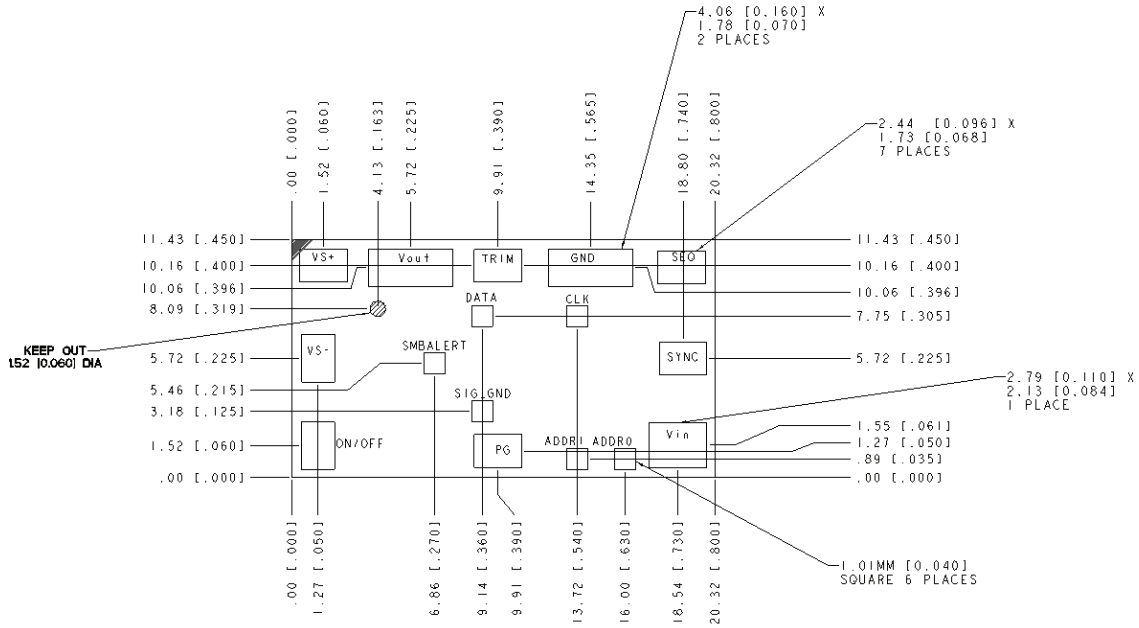 4.06 [0.160] X
1.78 [0.070]
2 PLACES
2.44 [0.096] X
1.73 [0.068]
7 PLACES
.00 [.000]
1.52 [.060]
4.13 [.163]
5.72 [.225]
9.91 [.390]
14.35 [.565]
18.80 [.740]
20.32 [.800]
11.43 [.450]
10.16 [.400]
10.06 [.396]
8.09 [.319]
KEEP OUT
1.52 [0.060] DIA
5.72 [.225]
5.46 [.215]
3.18 [.125]
1.52 [.060]
.00 [.000]
VS+
Vout
TRIM
GND
SEQ
DATA
CLK
VS-
SMBALERT
SYNC
SIG_GND
ON/OFF
PG
ADDR1
ADDR0
Vin
11.43 [.450]
10.16 [.400]
10.06 [.396]
7.75 [.305]
5.72 [.225]
2.79 [0.110] X
2.13 [0.084]
1 PLACE
1.55 [.061]
1.27 [.050]
.89 [.035]
.00 [.000]
.00 [.000]
1.27 [.050]
6.86 [.270]
9.14 [.360]
9.91 [.390]
13.72 [.540]
16.00 [.630]
18.54 [.730]
20.32 [.800]
1.01MM [0.040]
SQUARE 6 PLACES